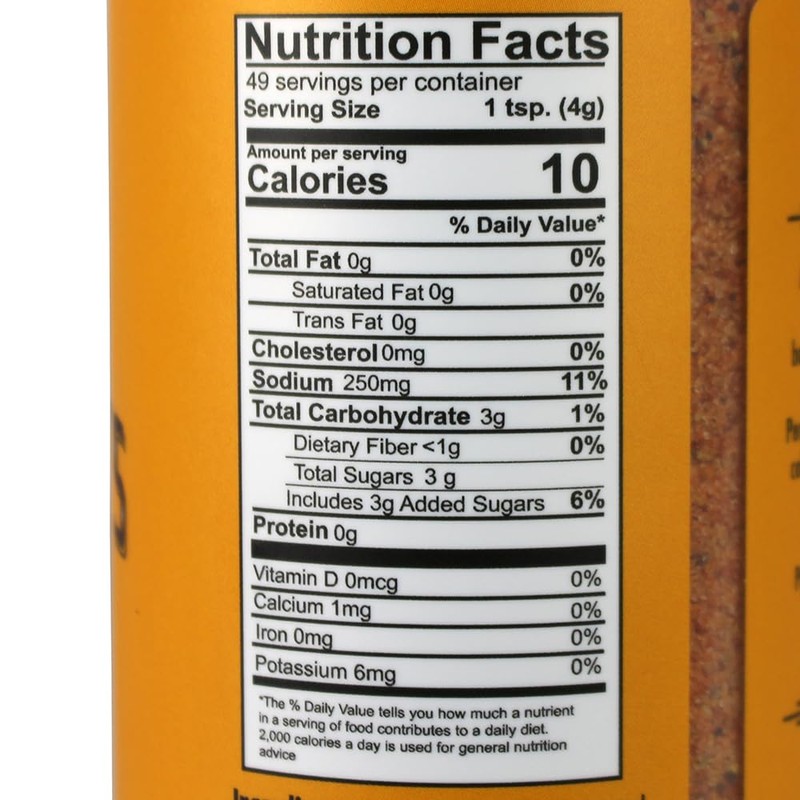 Nutrition Facts
49 servings per container
Serving Size 1 tsp. (4g)
Amount per serving
Calories 10
% Daily Value*
Total Fat 0g 0%
Saturated Fat 0g 0%
Trans Fat 0g
Cholesterol 0mg 0%
Sodium 250mg 11%
Total Carbohydrate 3g 1%
Dietary Fiber <1g 0%
Total Sugars 3 g
Includes 3g Added Sugars 6%
Protein 0g
Vitamin D 0mcg 0%
Calcium 1mg 0%
Iron 0mg 0%
Potassium 6mg 0%
*The % Daily Value tells you how much a nutrient
in a serving of food contributes to a daily diet.
2,000 calories a day is used for general nutrition
advice